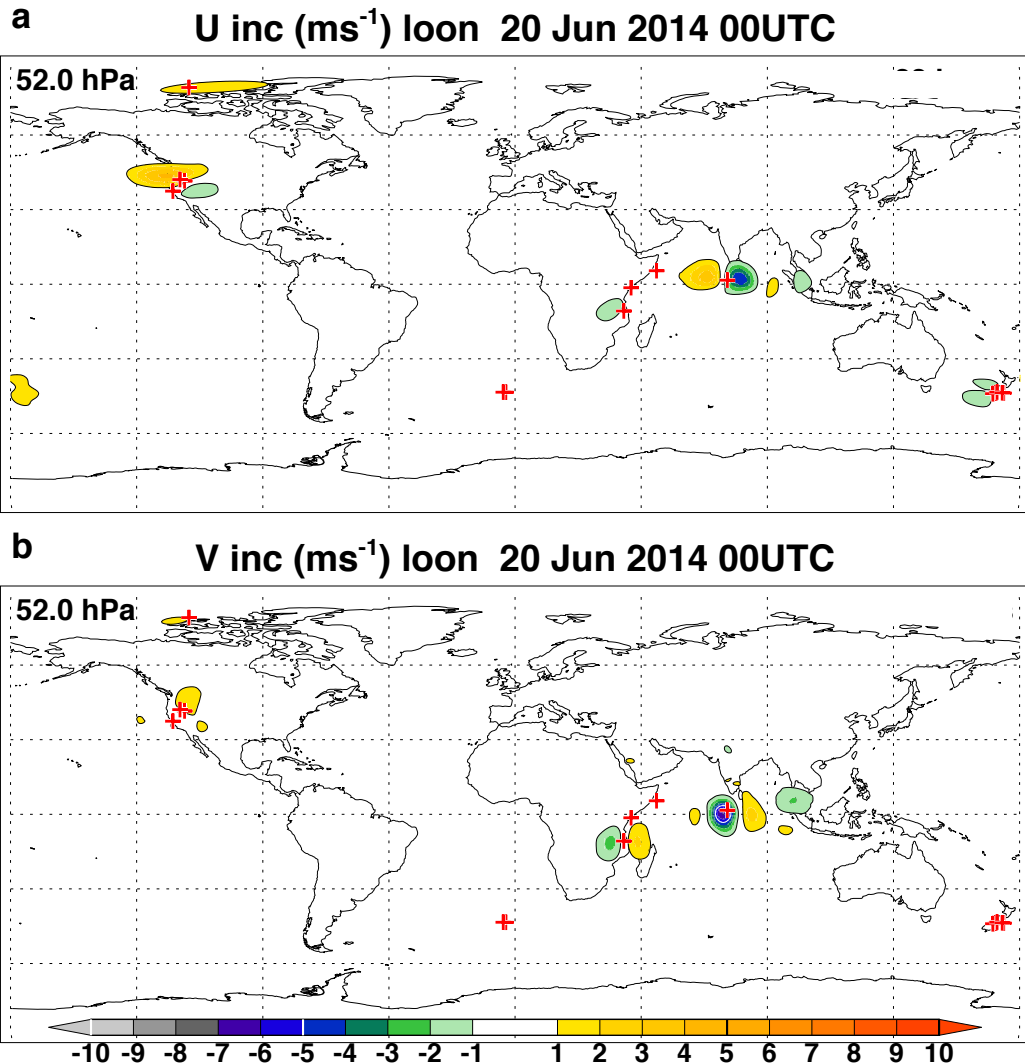 a
U inc (ms-1) loon 20 Jun 2014 00UTC
52.0 hPa
b
V inc (ms-1) loon 20 Jun 2014 00UTC
52.0 hPa
-10 -9 -8 -7 -6 -5 -4 -3 -2 -1 1 2 3 4 5 6 7 8 9 10